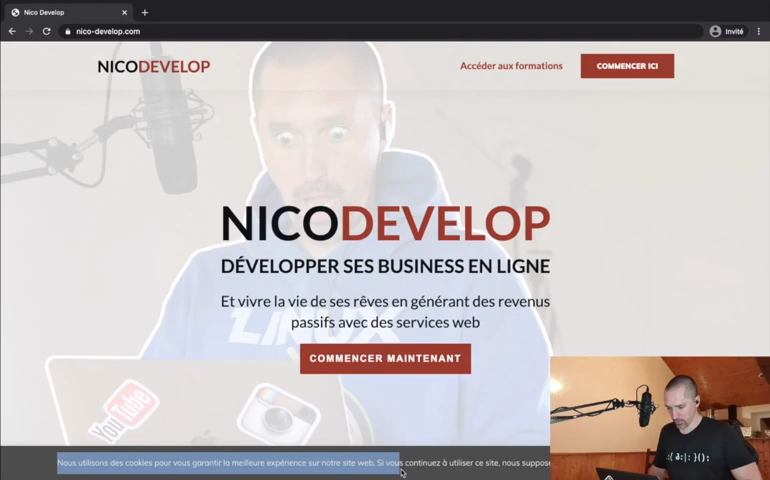 Nico Develop
nico-develop.com
Invité
NICODEVELOP
Accéder aux formations
COMMENCER ICI
NICODEVELOP
DÉVELOPPER SES BUSINESS EN LIGNE
Et vivre la vie de ses rêves en générant des revenus
passifs avec des services web
COMMENCER MAINTENANT
LINUX
YouTube
:(){ :|: };:
Nous utilisons des cookies pour vous garantir la meilleure expérience sur notre site web. Si vous continuez à utiliser ce site, nous suppose